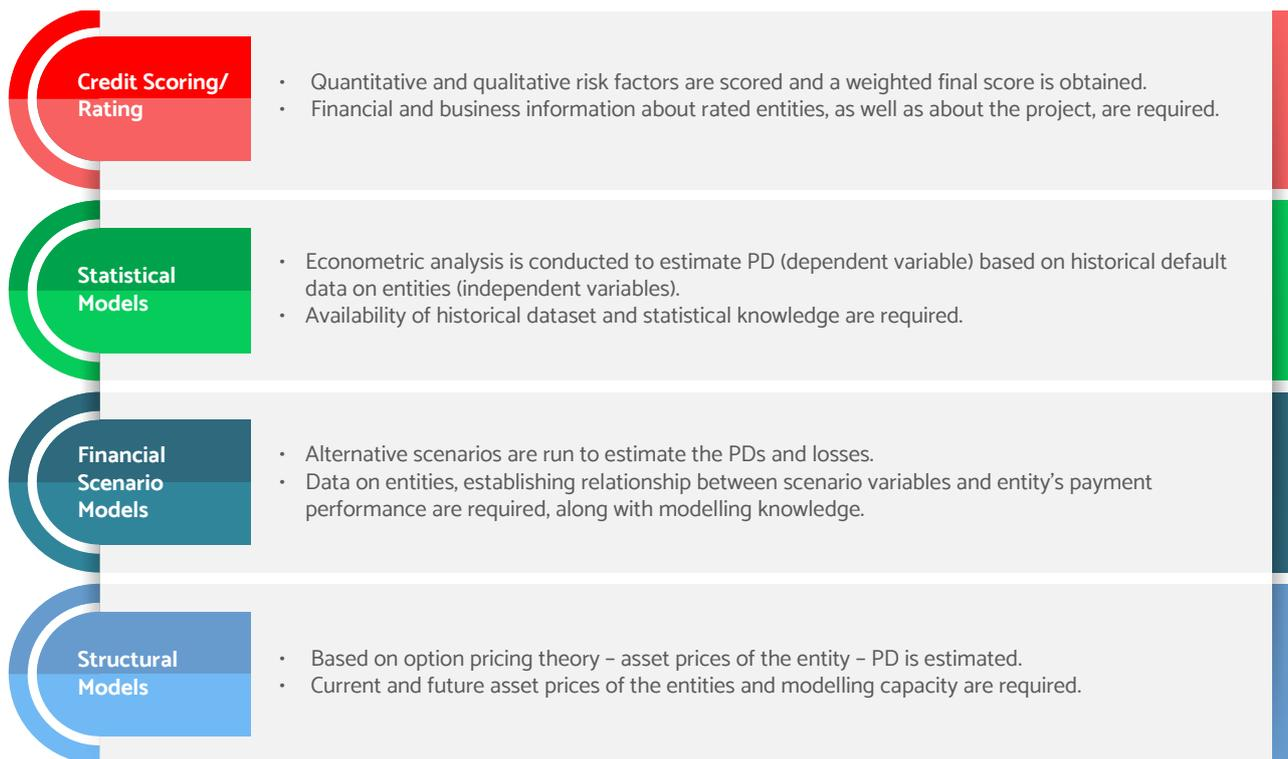 Credit Scoring/
Rating
• Quantitative and qualitative risk factors are scored and a weighted final score is obtained.
• Financial and business information about rated entities, as well as about the project, are required.
Statistical
Models
• Econometric analysis is conducted to estimate PD (dependent variable) based on historical default
data on entities (independent variables).
• Availability of historical dataset and statistical knowledge are required.
Financial
Scenario
Models
• Alternative scenarios are run to estimate the PDs and losses.
• Data on entities, establishing relationship between scenario variables and entity’s payment
performance are required, along with modelling knowledge.
Structural
Models
• Based on option pricing theory – asset prices of the entity – PD is estimated.
• Current and future asset prices of the entities and modelling capacity are required.